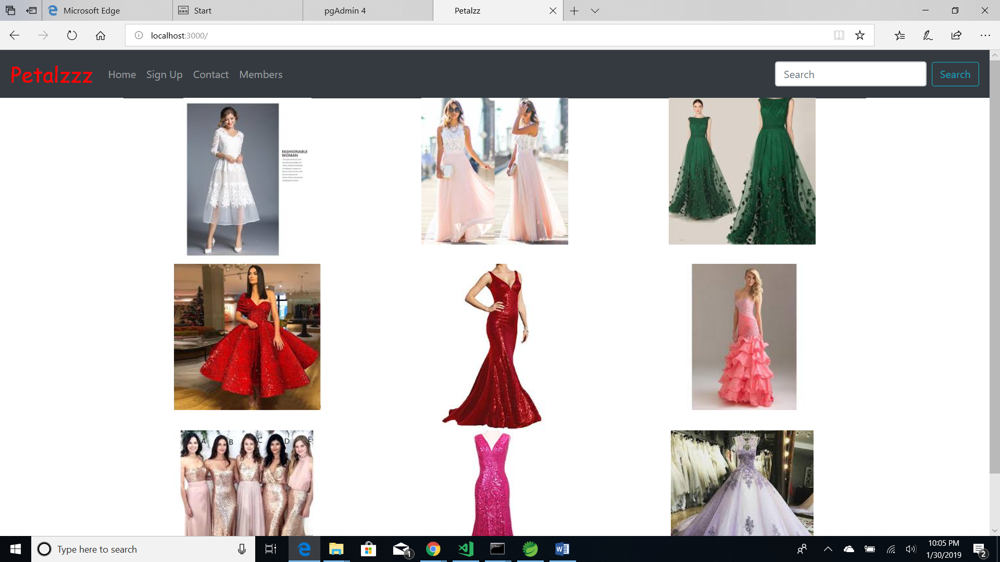 Microsoft Edge
Start
pgAdmin 4
Petalzz
localhost:3000/
Petalzzz
Home
Sign Up
Contact
Members
Search
Search
FASHIONABLE
WOMAN
A B C D E
Type here to search
1
10:05 PM
1/30/2019
2